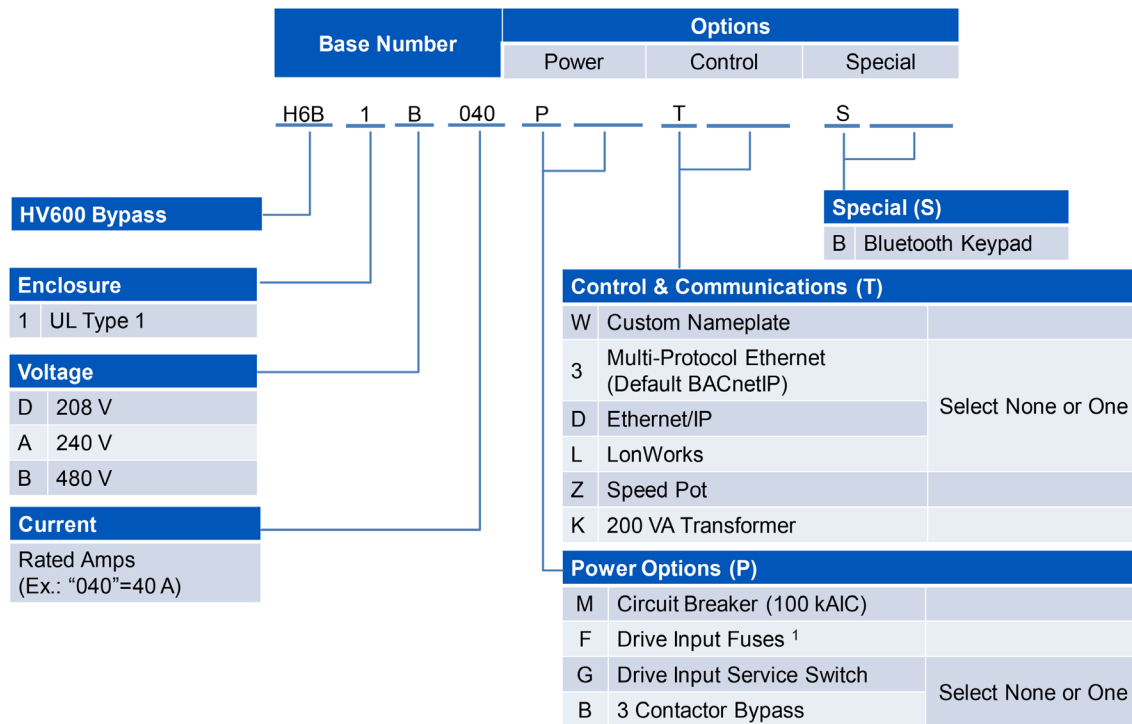 Base Number
Options
Power Control Special
H6B 1 B 040 P T S
HV600 Bypass
Enclosure
1 UL Type 1
Voltage
D 208 V
A 240 V
B 480 V
Current
Rated Amps
(Ex.: “040”=40 A)
Special (S)
B Bluetooth Keypad
Control & Communications (T)
W Custom Nameplate
3 Multi-Protocol Ethernet
(Default BACnetIP)
D Ethernet/IP
L LonWorks
Select None or One
Z Speed Pot
K 200 VA Transformer
Power Options (P)
M Circuit Breaker (100 kAIC)
F Drive Input Fuses 1
G Drive Input Service Switch
B 3 Contactor Bypass
Select None or One